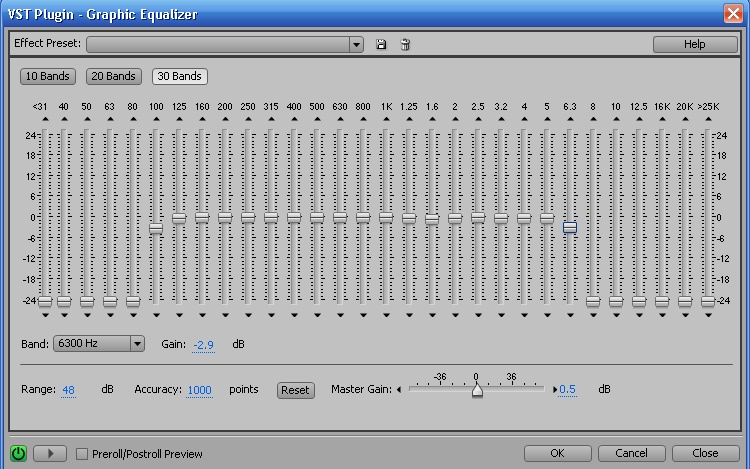 VST Plugin - Graphic Equalizer
Effect Preset: Help
10 Bands 20 Bands 30 Bands
<31 40 50 63 80 100 125 160 200 250 315 400 500 630 800 1K 1.25 1.6 2 2.5 3.2 4 5 6.3 8 10 12.5 16K 20K >25K
24 24
18 18
12 12
6 6
0 0
-6 -6
-12 -12
-18 -18
-24 -24
Band: 6300 Hz Gain: -2.9 dB
-36 0 36
Range: 48 dB Accuracy: 1000 points Reset Master Gain: 0.5 dB
Preroll/Postroll Preview OK Cancel Close